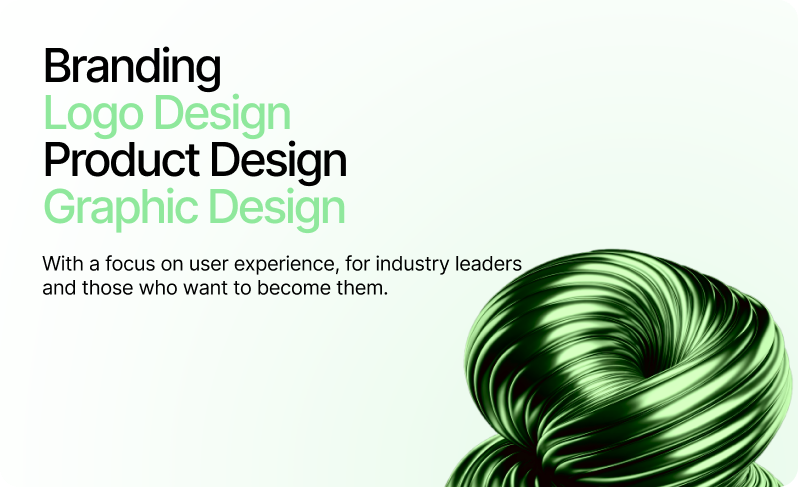 Branding
Logo Design
Product Design
Graphic Design
With a focus on user experience, for industry leaders
and those who want to become them.